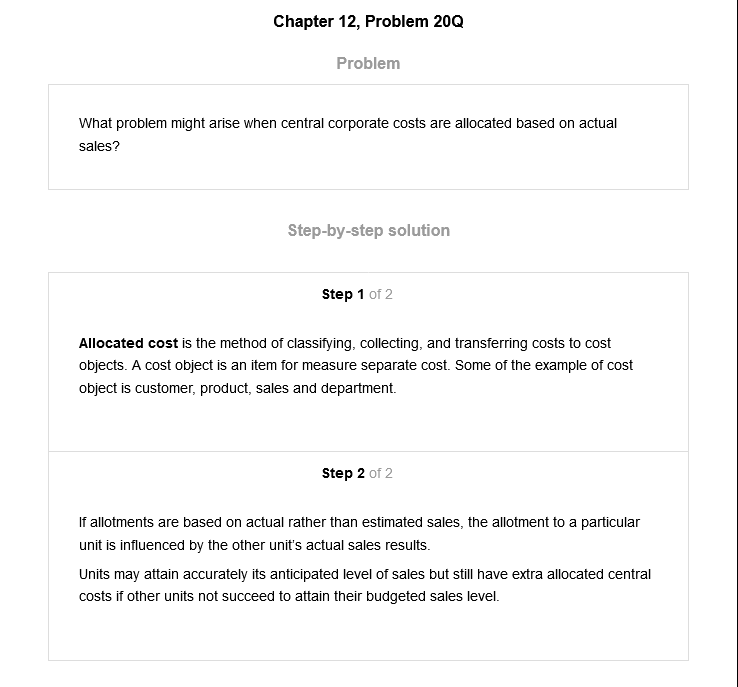 Chapter 12, Problem 20Q
Problem
What problem might arise when central corporate costs are allocated based on actual
sales?
Step-by-step solution
Step 1 of 2
Allocated cost is the method of classifying, collecting, and transferring costs to cost
objects. A cost object is an item for measure separate cost. Some of the example of cost
object is customer, product, sales and department.
Step 2 of 2
If allotments are based on actual rather than estimated sales, the allotment to a particular
unit is influenced by the other unit's actual sales results.
Units may attain accurately its anticipated level of sales but still have extra allocated central
costs if other units not succeed to attain their budgeted sales level.